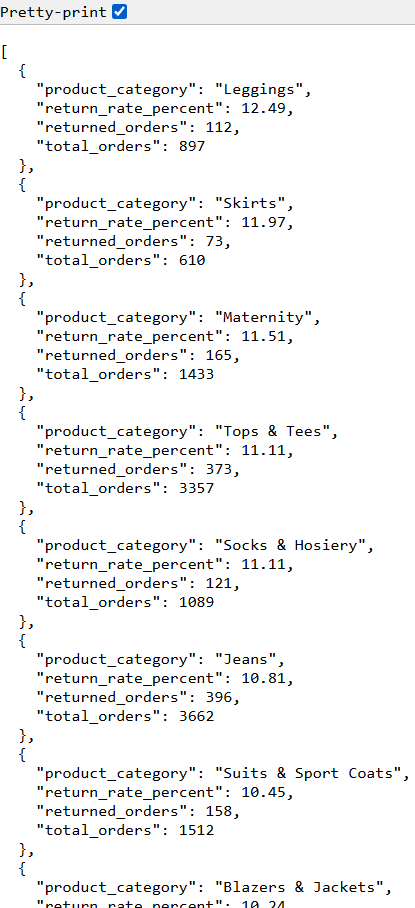 Pretty-print
[
  {
    "product_category": "Leggings",
    "return_rate_percent": 12.49,
    "returned_orders": 112,
    "total_orders": 897
  },
  {
    "product_category": "Skirts",
    "return_rate_percent": 11.97,
    "returned_orders": 73,
    "total_orders": 610
  },
  {
    "product_category": "Maternity",
    "return_rate_percent": 11.51,
    "returned_orders": 165,
    "total_orders": 1433
  },
  {
    "product_category": "Tops & Tees",
    "return_rate_percent": 11.11,
    "returned_orders": 373,
    "total_orders": 3357
  },
  {
    "product_category": "Socks & Hosiery",
    "return_rate_percent": 11.11,
    "returned_orders": 121,
    "total_orders": 1089
  },
  {
    "product_category": "Jeans",
    "return_rate_percent": 10.81,
    "returned_orders": 396,
    "total_orders": 3662
  },
  {
    "product_category": "Suits & Sport Coats",
    "return_rate_percent": 10.45,
    "returned_orders": 158,
    "total_orders": 1512
  },
  {
    "product_category": "Blazers & Jackets",
    "return_rate_percent": 10.24